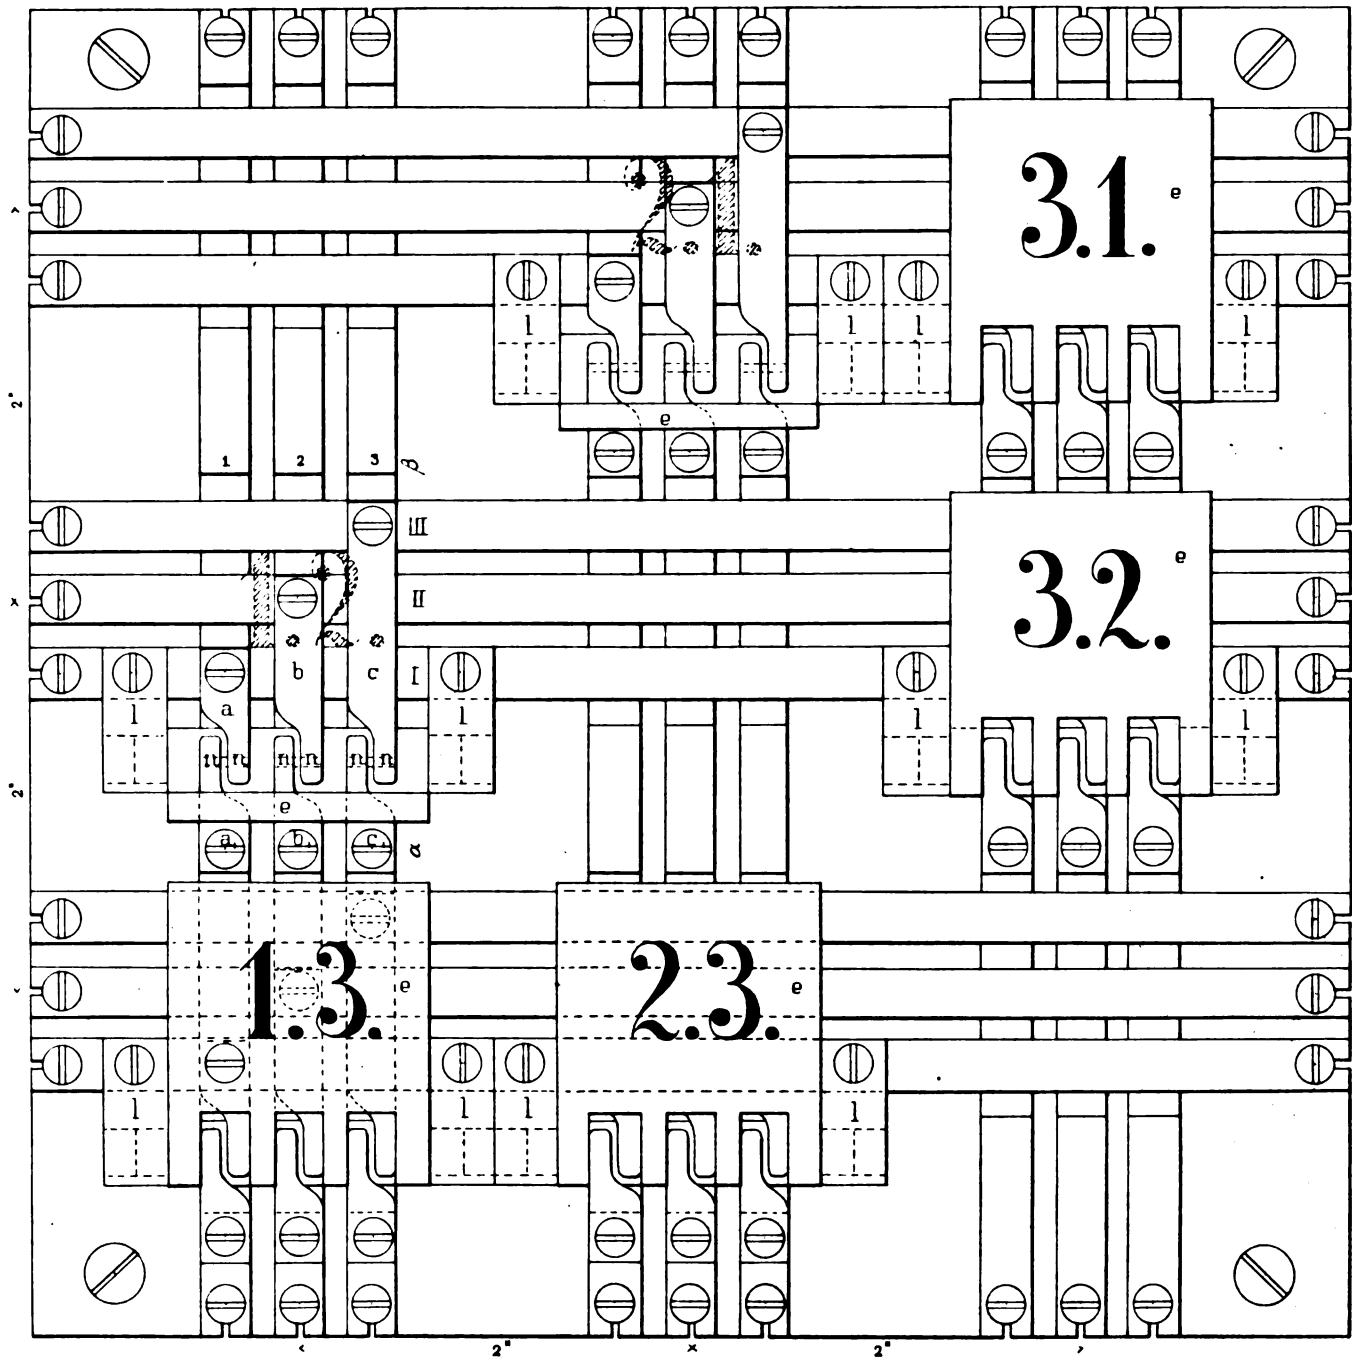 3.1. e
l l l l
e
2"
1 2 3 β
III
3.2. e
II
b c I
l a l l l
n n n n n n
2"
e
a, b, c, α
1.3. e 2.3. e
l l l l
2" 2"